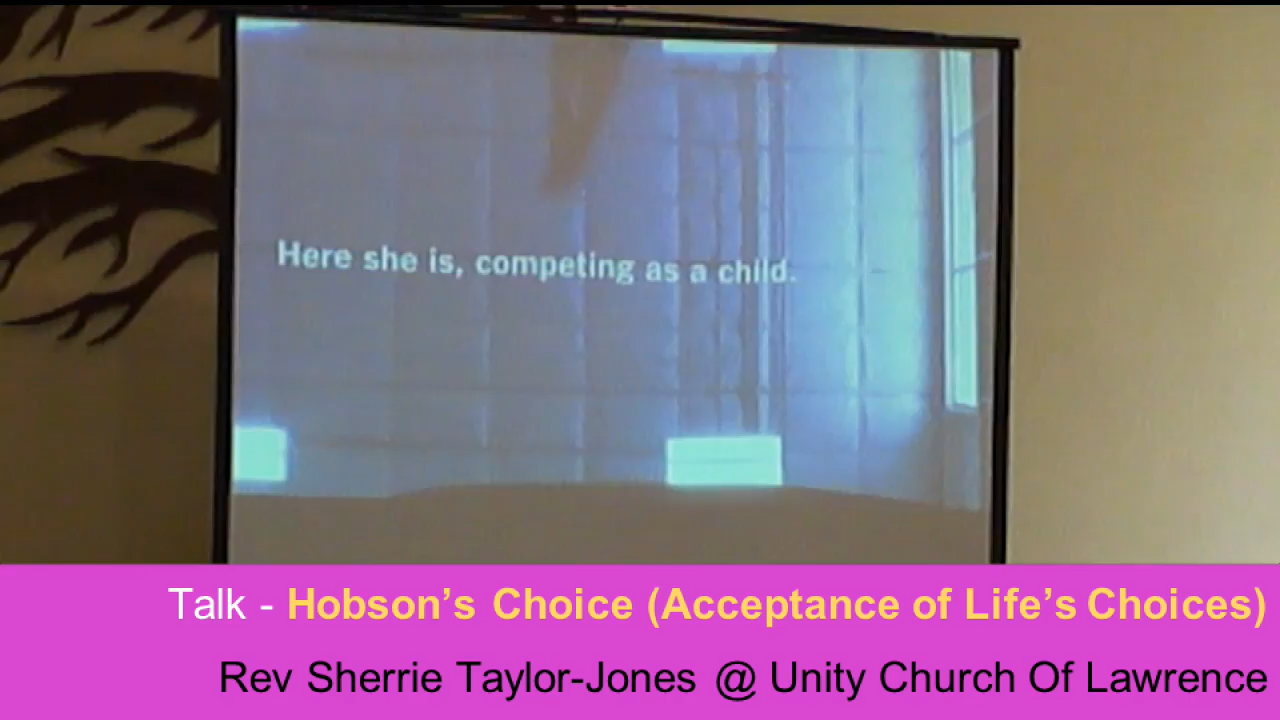 Here she is, competing as a child.
Talk - Hobson’s Choice (Acceptance of Life’s Choices)
Rev Sherrie Taylor-Jones @ Unity Church Of Lawrence